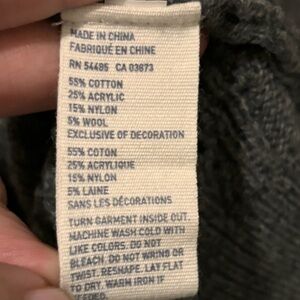 MADE IN CHINA
FABRIQUÉ EN CHINE
RN 54485 CA 03673
55% COTTON
25% ACRYLIC
15% NYLON
5% WOOL
EXCLUSIVE OF DECORATION
55% COTON
25% ACRYLIQUE
15% NYLON
5% LAINE
SANS LES DÉCORATIONS
TURN GARMENT INSIDE OUT.
MACHINE WASH COLD WITH
LIKE COLORS. DO NOT
BLEACH. DO NOT WRING OR
TWIST. RESHAPE. LAY FLAT
TO DRY. WARM IRON IF
NEEDED.